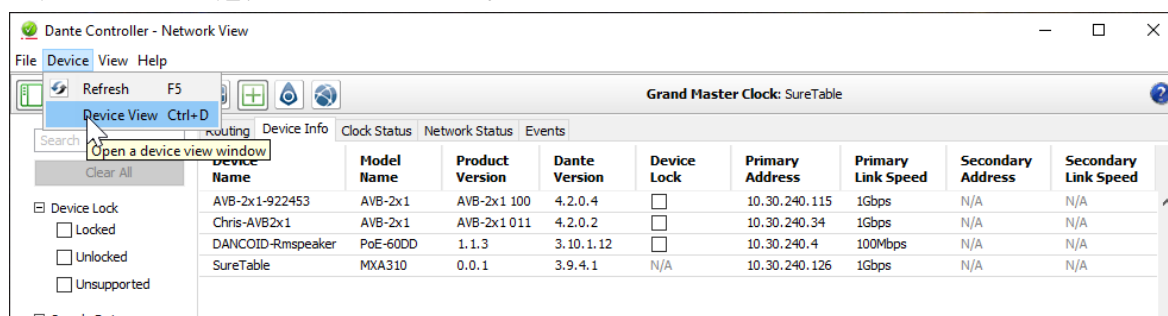 Dante Controller - Network View
File Device View Help
Refresh F5
Device View Ctrl+D
Open a device view window
Grand Master Clock: SureTable
Search
Clear All
Device Lock
Locked
Unlocked
Unsupported
Routing Device Info Clock Status Network Status Events
Device Name Model Name Product Version Dante Version Device Lock Primary Address Primary Link Speed Secondary Address Secondary Link Speed
AVB-2x1-922453 AVB-2x1 AVB-2x1 100 4.2.0.4 10.30.240.115 1Gbps N/A N/A
Chris-AVB2x1 AVB-2x1 AVB-2x1 011 4.2.0.2 10.30.240.34 1Gbps N/A N/A
DANCOID-Rmspeaker PoE-60DD 1.1.3 3.10.1.12 10.30.240.4 100Mbps N/A N/A
SureTable MXA310 0.0.1 3.9.4.1 N/A 10.30.240.126 1Gbps N/A N/A